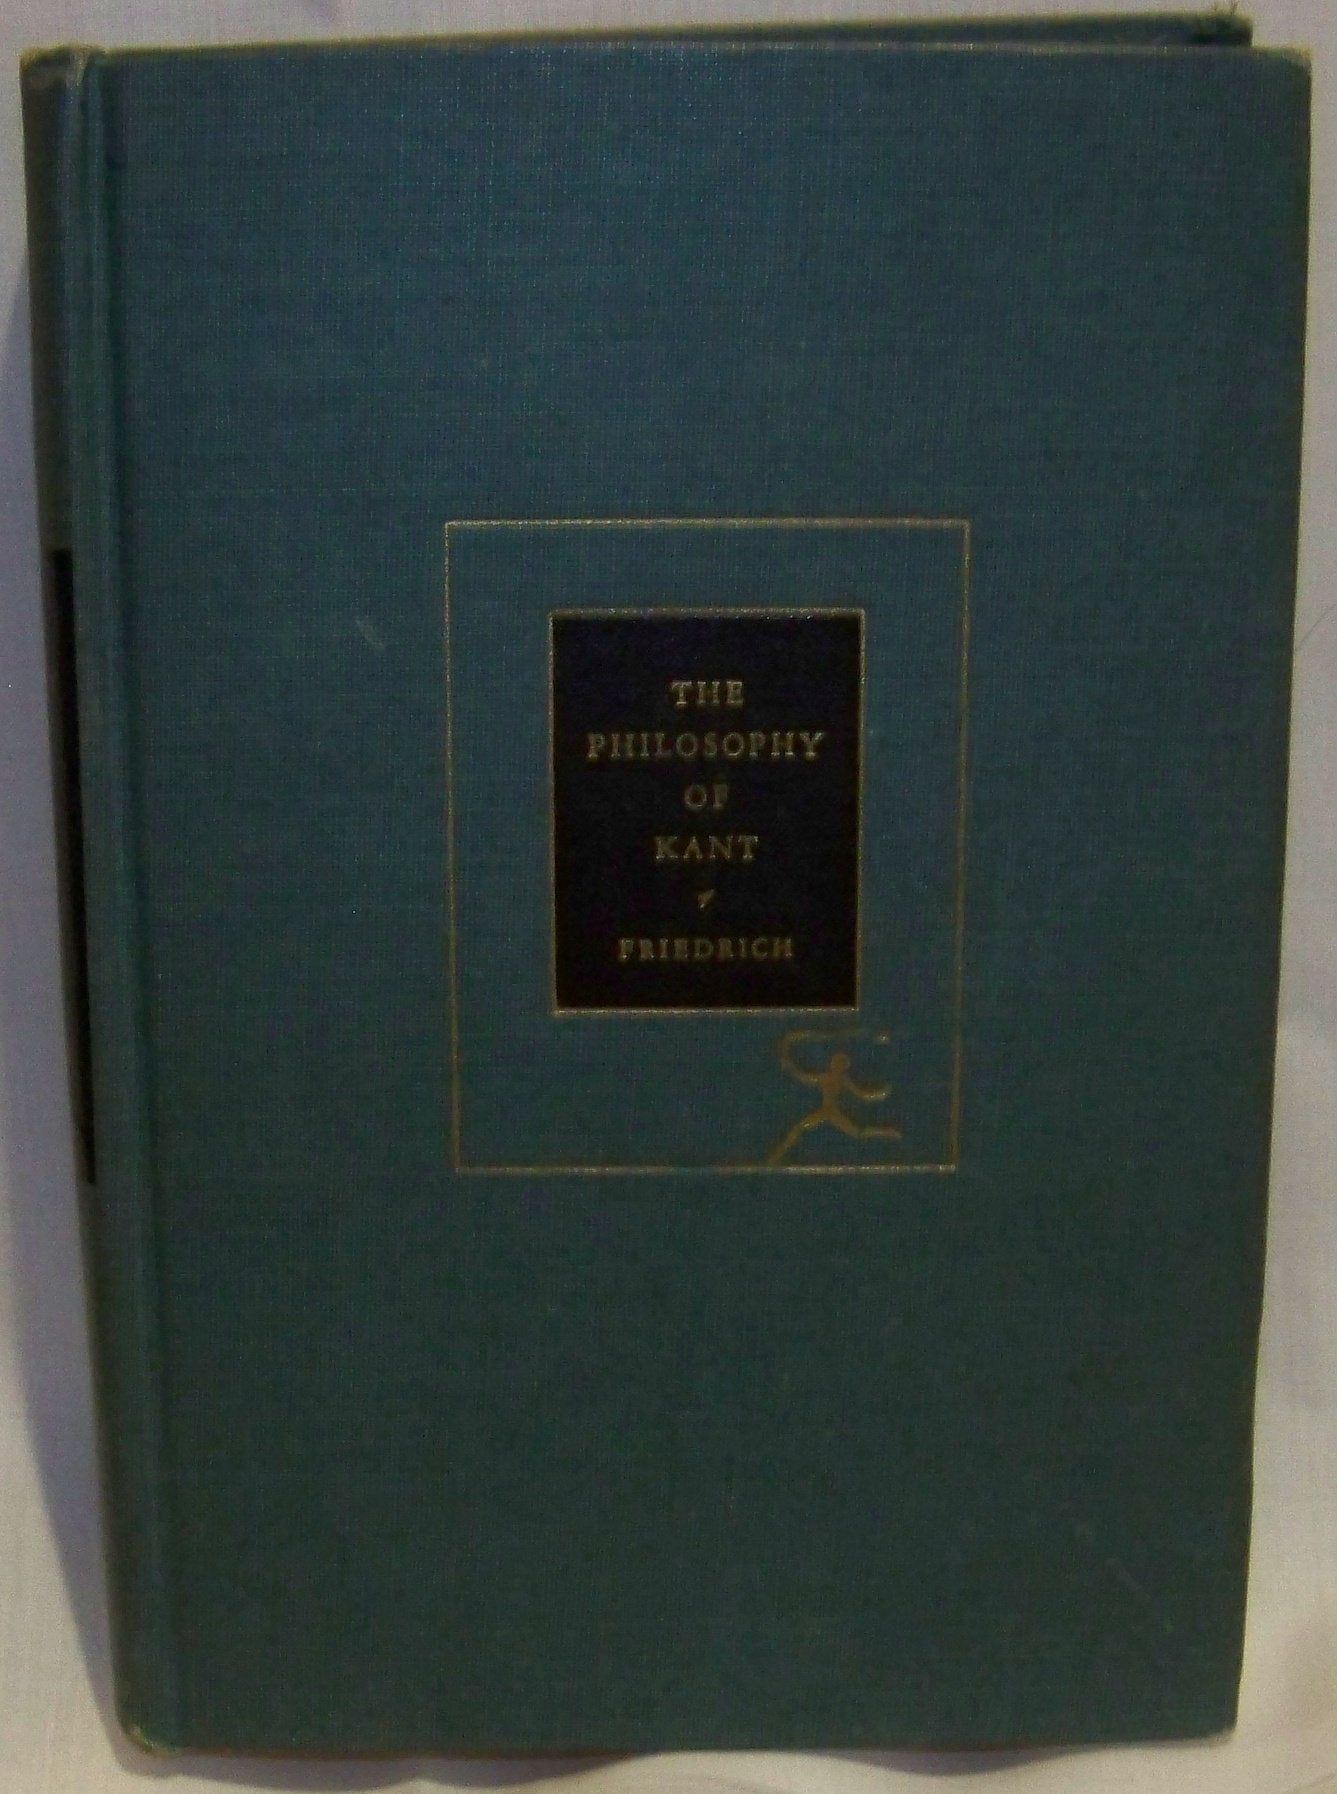 THE
PHILOSOPHY
OF
KANT
FRIEDRICH